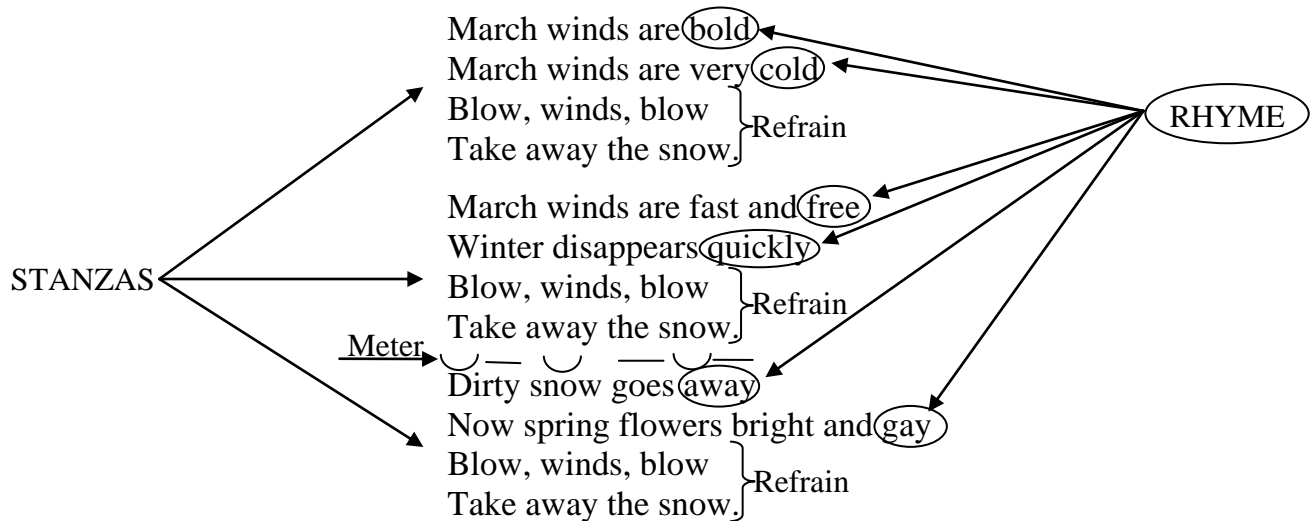 March winds are bold
March winds are very cold
Blow, winds, blow
Take away the snow.
Refrain
RHYME
March winds are fast and free
Winter disappears quickly
Blow, winds, blow
Take away the snow.
Refrain
STANZAS
Meter
Dirty snow goes away
Now spring flowers bright and gay
Blow, winds, blow
Take away the snow.
Refrain